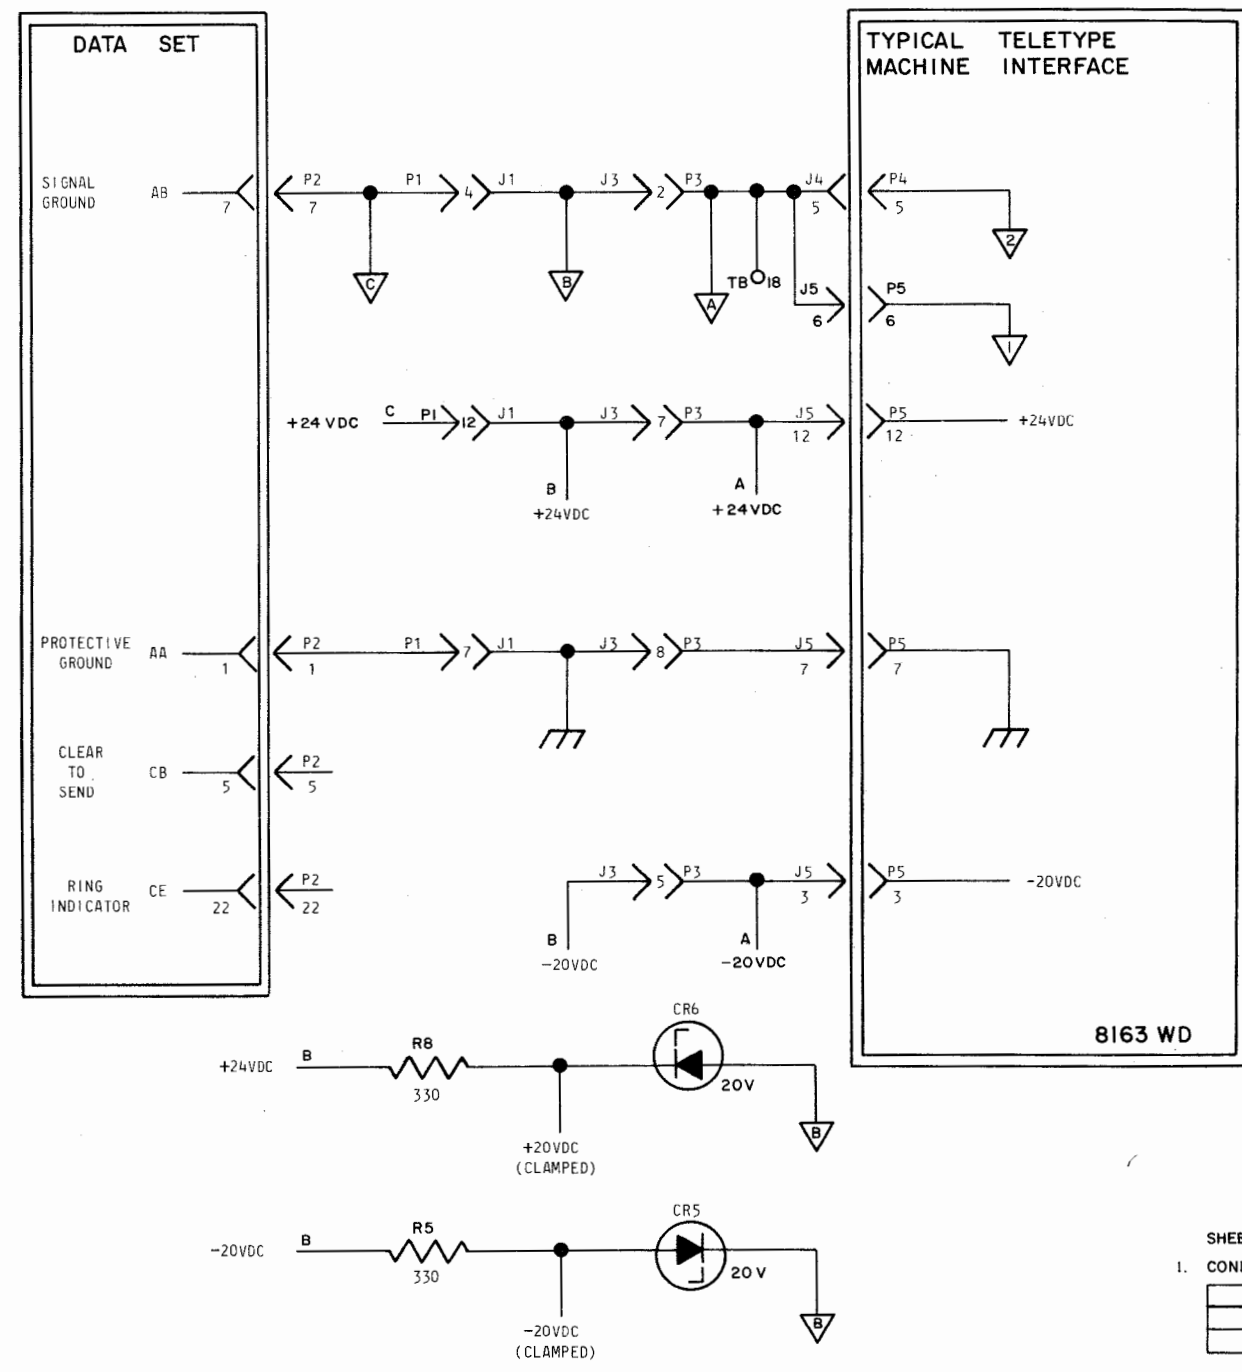 DATA SET
TYPICAL TELETYPE
MACHINE INTERFACE
SIGNAL
GROUND
AB
7
P2
7
P1
4
J1
J3
2
P3
J4
5
P4
5
C
B
A
TB 18
2
J5
6
P5
6
1
+24 VDC
C
P1
12
J1
J3
7
P3
J5
12
P5
12
+24VDC
B
+24VDC
A
+24VDC
PROTECTIVE
GROUND
AA
1
P2
1
P1
7
J1
J3
8
P3
J5
7
P5
7
CLEAR
TO
SEND
CB
5
P2
5
RING
INDICATOR
CE
22
P2
22
J3
5
P3
J5
3
P5
3
-20VDC
B
-20VDC
A
-20VDC
8163 WD
+24VDC
B
R8
330
CR6
20V
B
+20VDC
(CLAMPED)
-20VDC
B
R5
330
CR5
20V
B
-20VDC
(CLAMPED)
1.